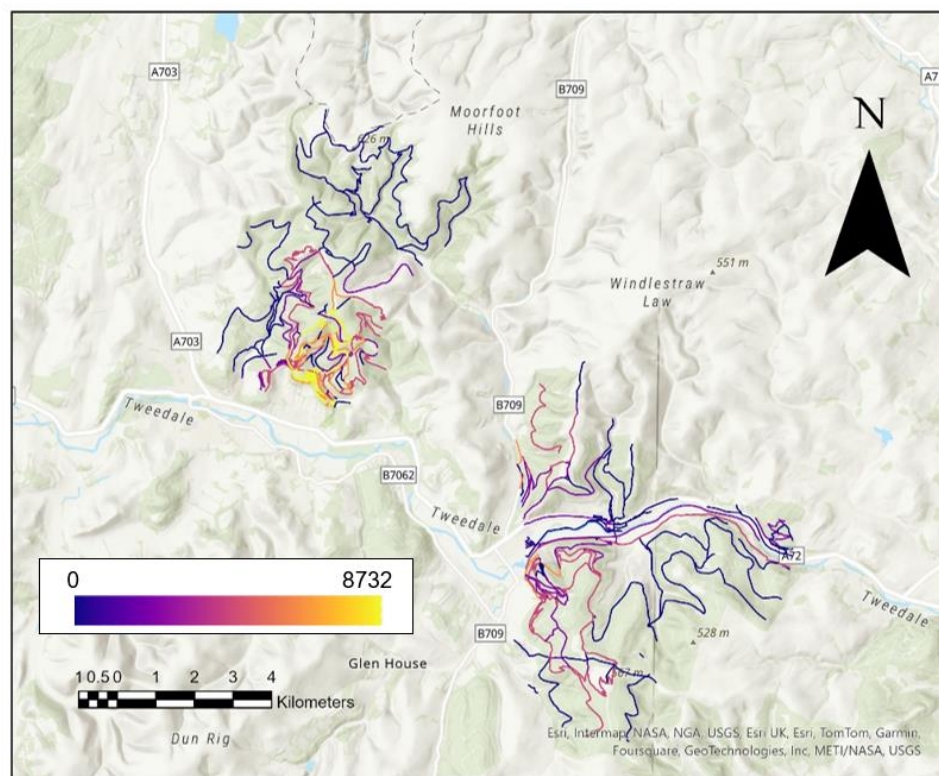 A703
B709
A7
Moorfoot
Hills
N
626 m
551 m
Windlestraw
Law
A703
Tweedale
B709
B7062
Tweedale
A72
0 8732
Tweedale
B709
528 m
Glen House
567 m
1 0.5 0 1 2 3 4
Kilometers
Dun Rig
Esri, Intermap, NASA, NGA, USGS, Esri UK, Esri, TomTom, Garmin,
Foursquare, GeoTechnologies, Inc, METI/NASA, USGS